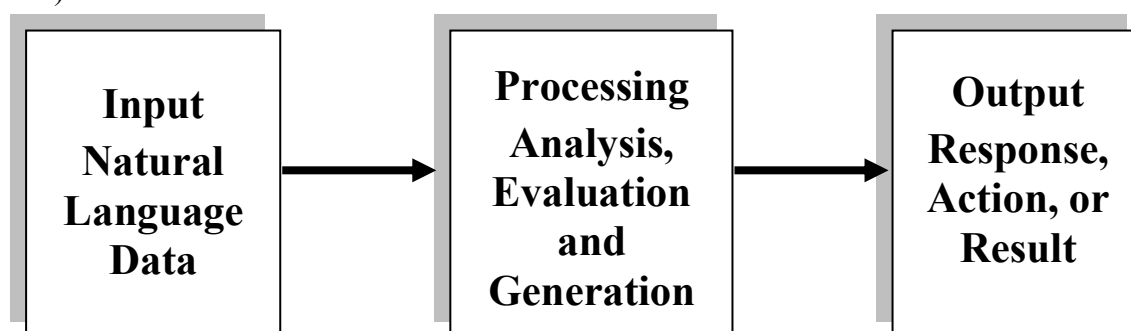 Input
Natural
Language
Data
Processing
Analysis,
Evaluation
and
Generation
Output
Response,
Action, or
Result